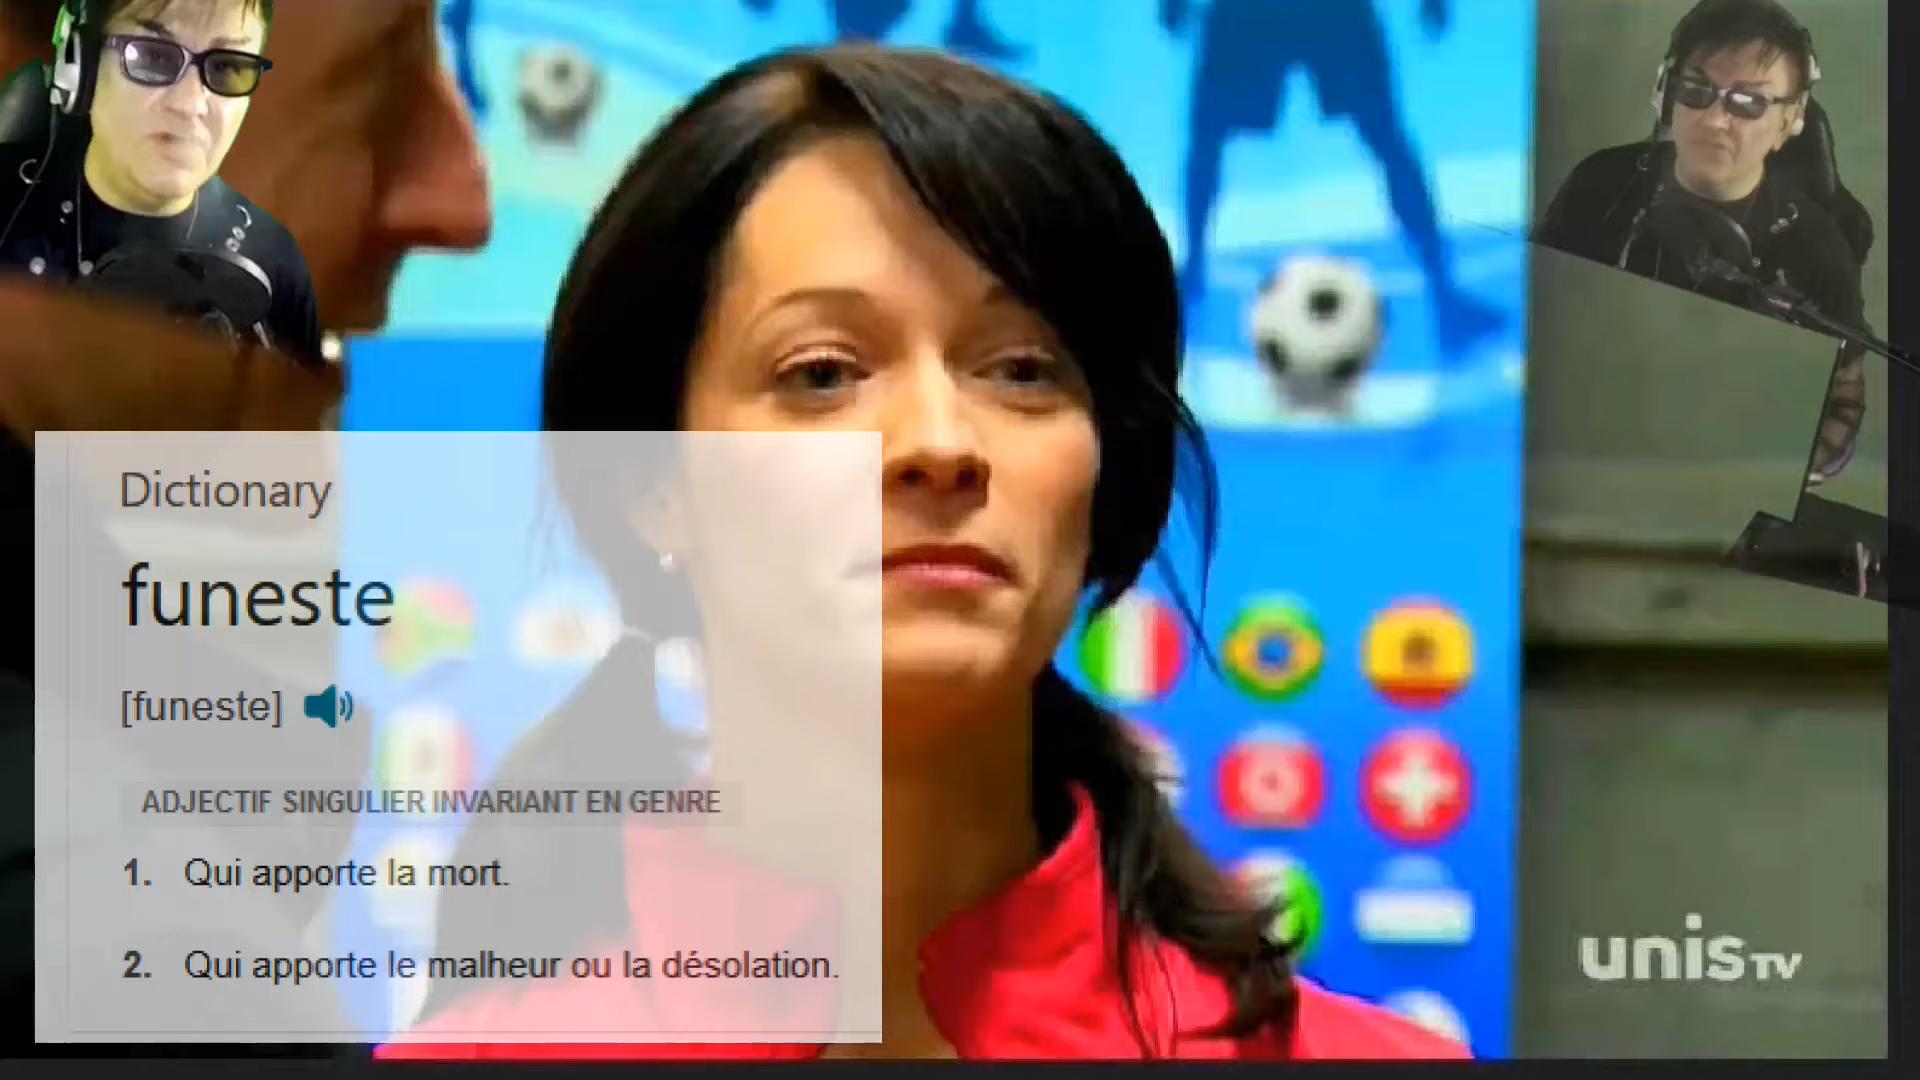 Dictionary
funeste
[funeste]
ADJECTIF SINGULIER INVARIANT EN GENRE
1. Qui apporte la mort.
2. Qui apporte le malheur ou la désolation.
unis TV